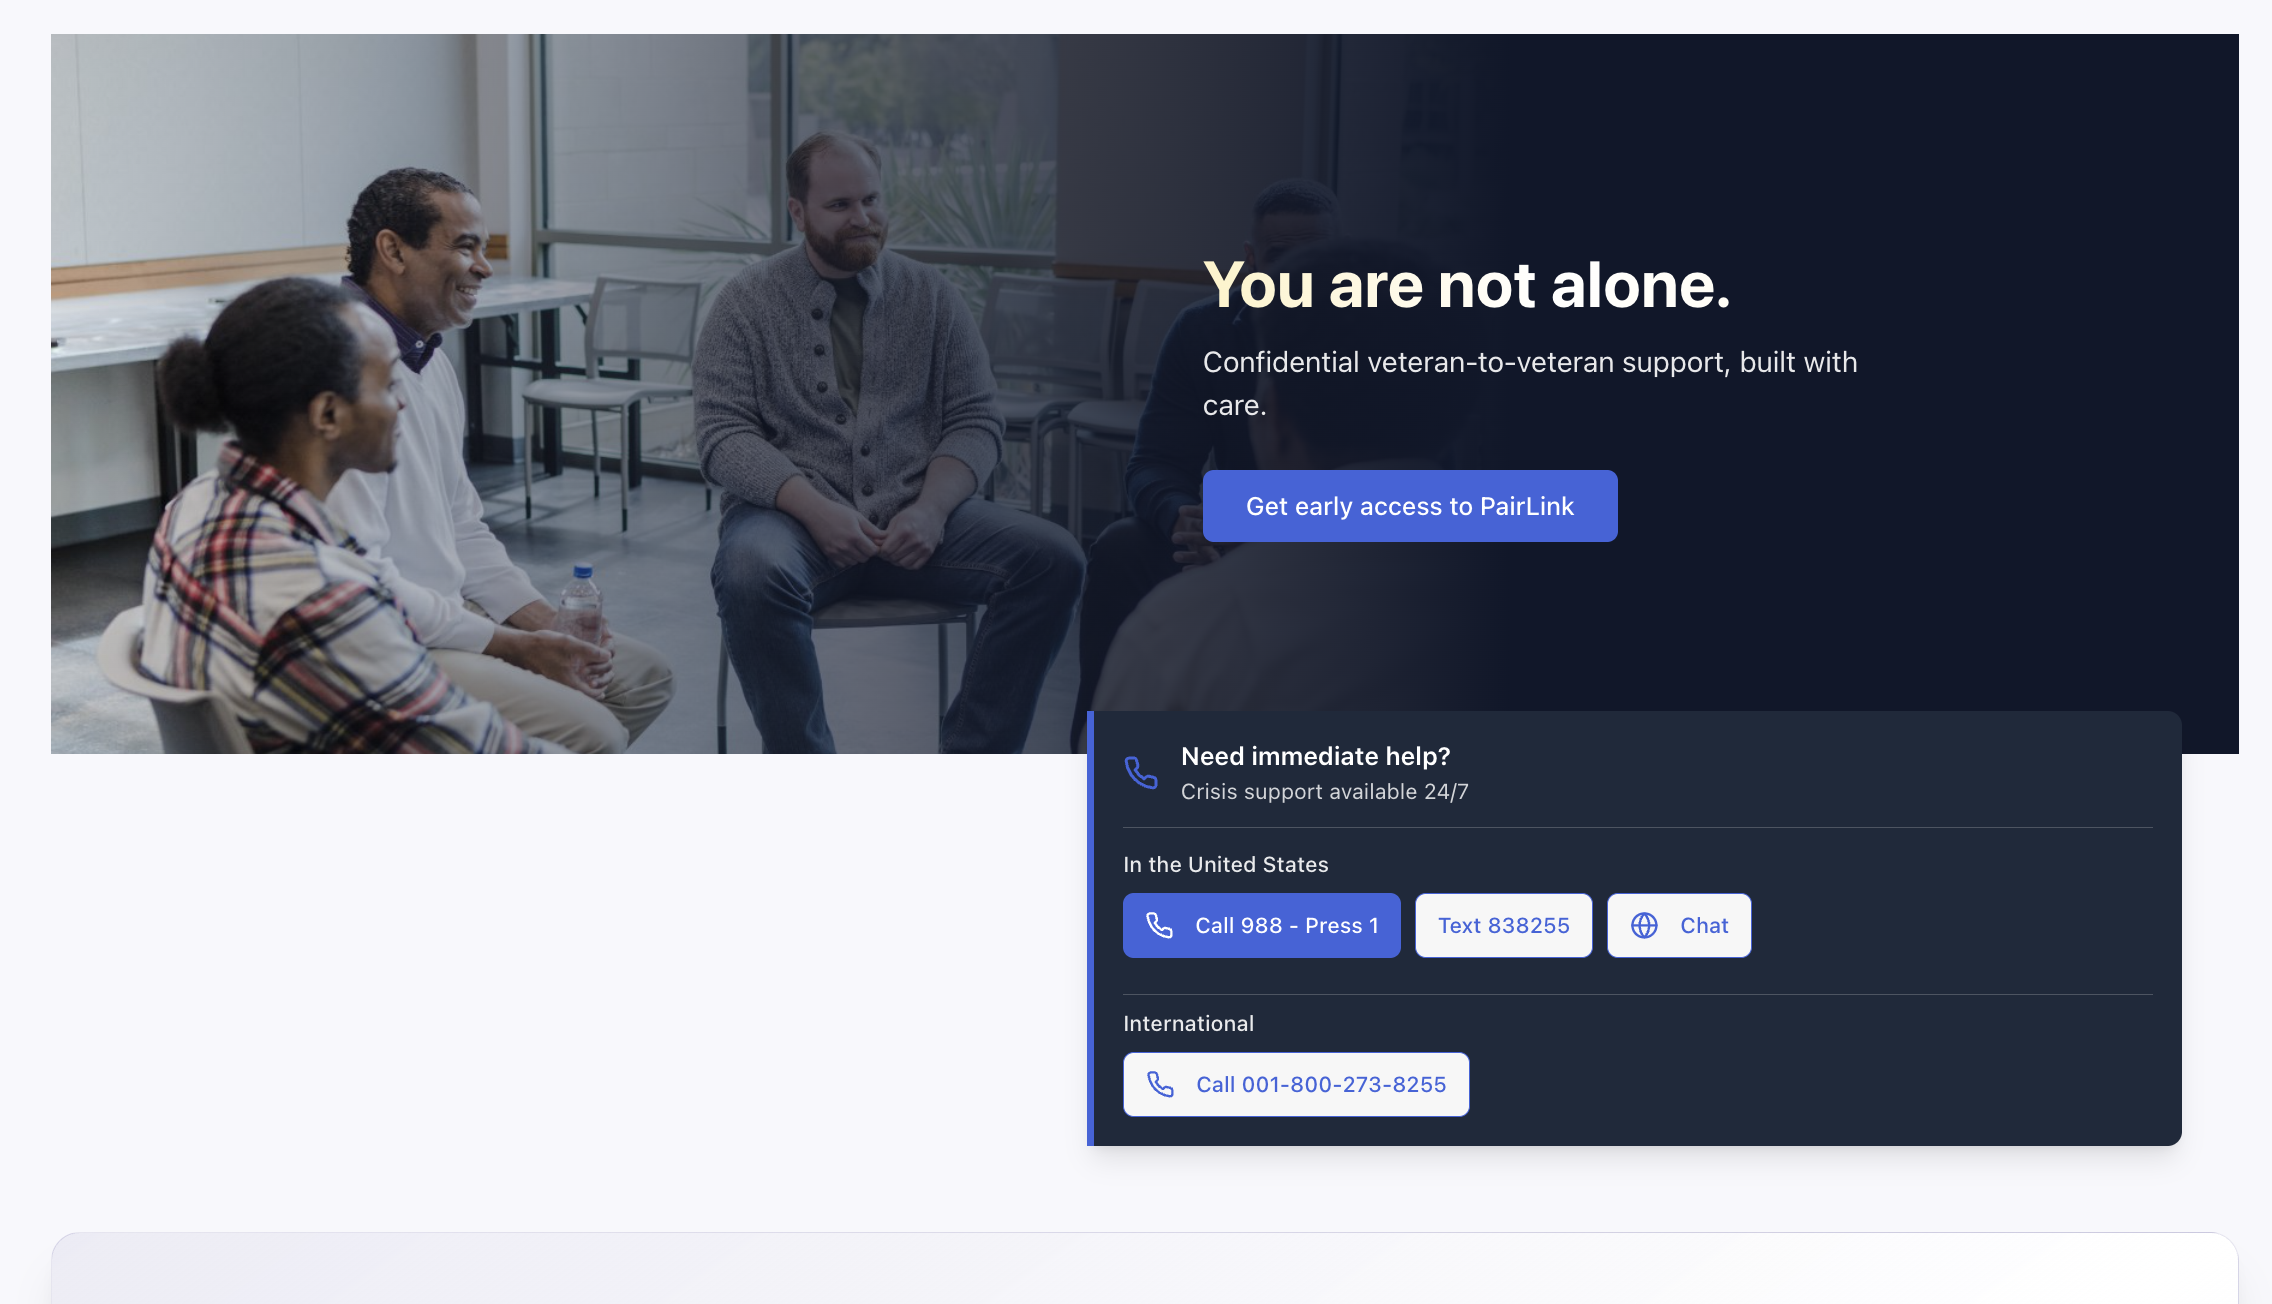 You are not alone.
Confidential veteran-to-veteran support, built with
care.
Get early access to PairLink
Need immediate help?
Crisis support available 24/7
In the United States
Call 988 - Press 1
Text 838255
Chat
International
Call 001-800-273-8255